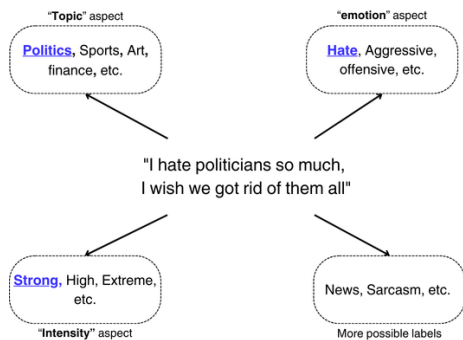 “Topic” aspect
Politics, Sports, Art,
finance, etc.
“emotion” aspect
Hate, Aggressive,
offensive, etc.
"I hate politicians so much,
I wish we got rid of them all"
Strong, High, Extreme,
etc.
“Intensity” aspect
News, Sarcasm, etc.
More possible labels